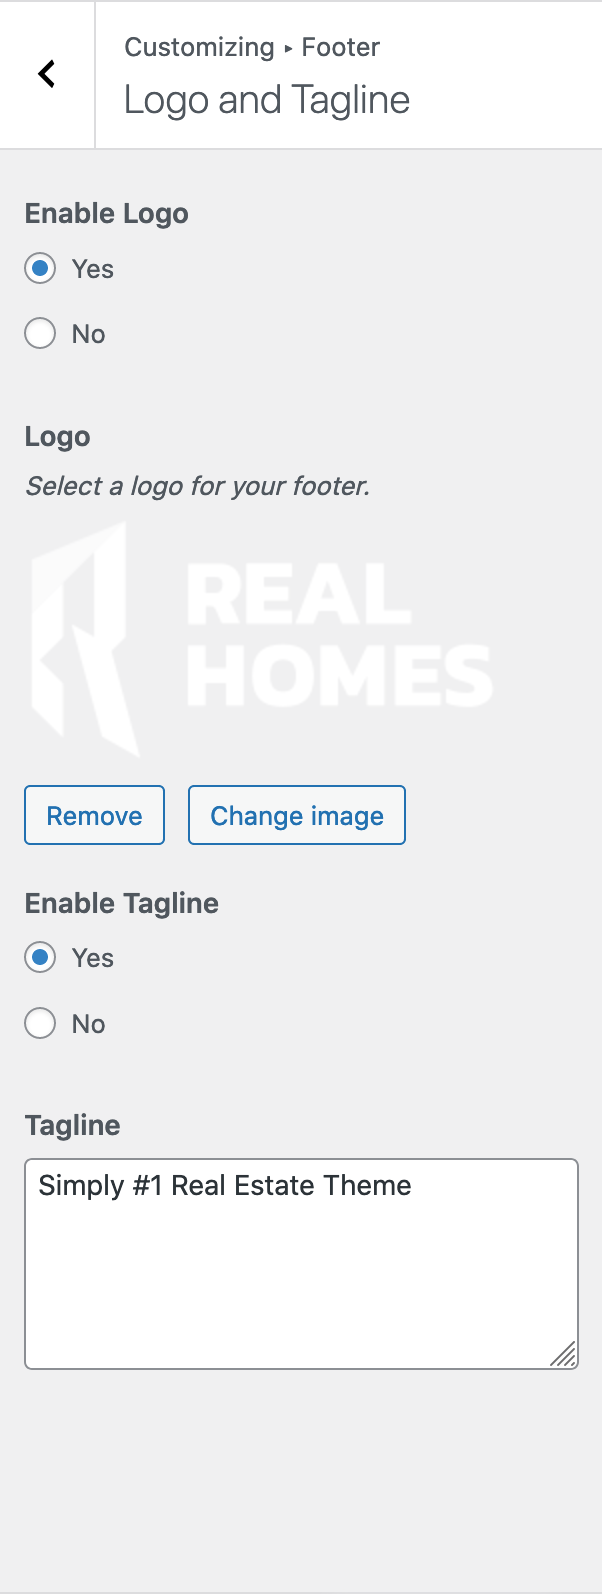 Customizing ▸ Footer
Logo and Tagline
Enable Logo
Yes
No
Logo
Select a logo for your footer.
REAL
HOMES
Remove
Change image
Enable Tagline
Yes
No
Tagline
Simply #1 Real Estate Theme